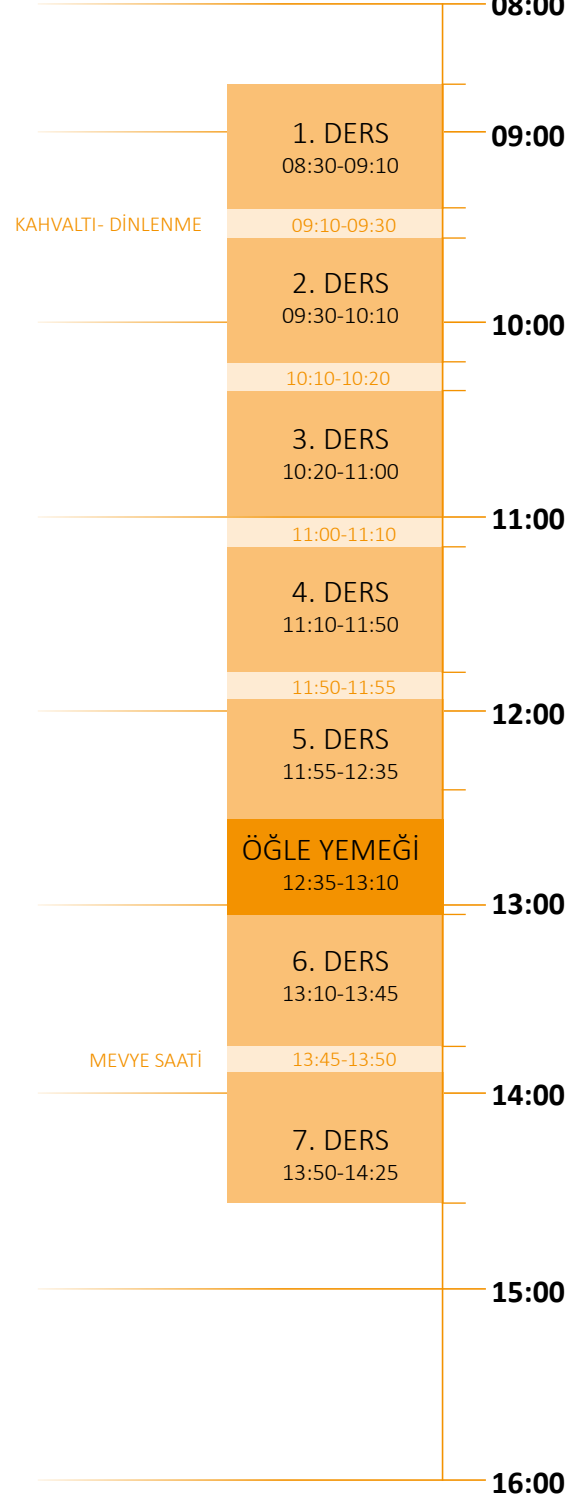 08:00
1. DERS
08:30-09:10
09:00
KAHVALTI- DİNLENME
09:10-09:30
2. DERS
09:30-10:10
10:00
10:10-10:20
3. DERS
10:20-11:00
11:00
11:00-11:10
4. DERS
11:10-11:50
11:50-11:55
12:00
5. DERS
11:55-12:35
ÖĞLE YEMEĞİ
12:35-13:10
13:00
6. DERS
13:10-13:45
MEVYE SAATİ
13:45-13:50
14:00
7. DERS
13:50-14:25
15:00
16:00